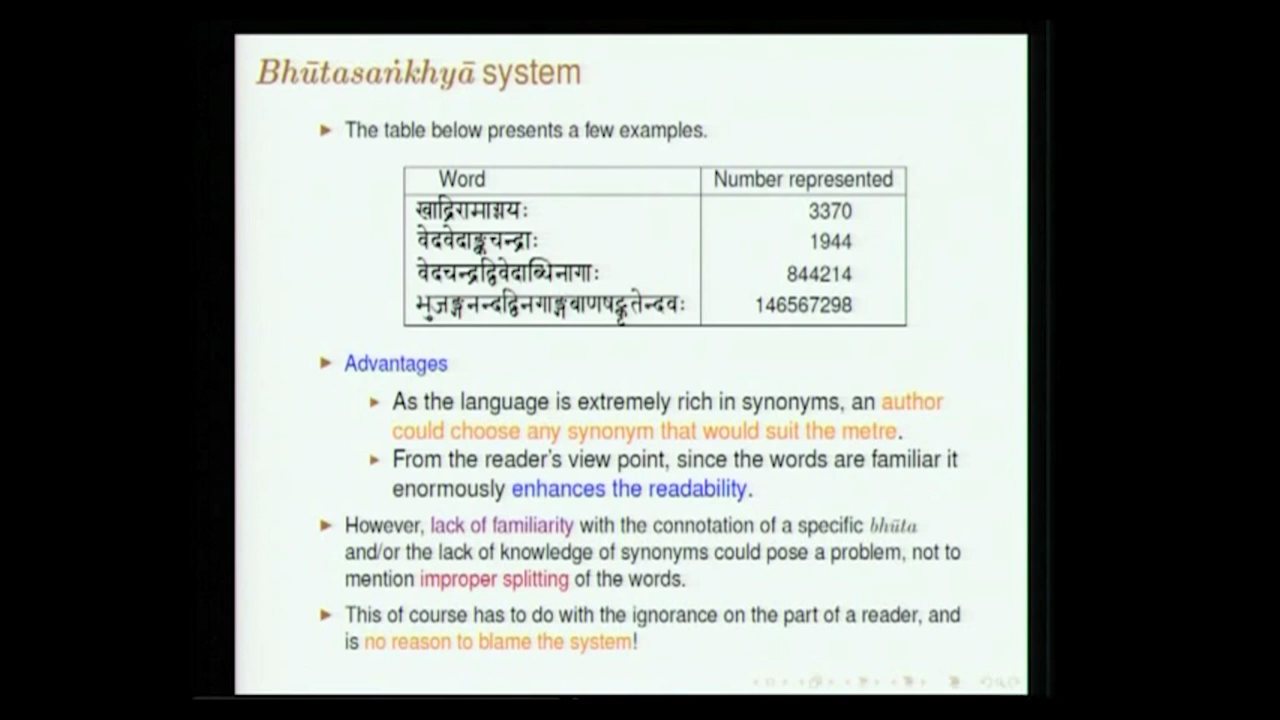 Bhūtasaṅkhyā system
► The table below presents a few examples.
Word Number represented
खाद्रिरामाग्नयः 3370
वेदवेदाङ्कचन्द्राः 1944
वेदचन्द्रद्विवेदाब्धिनागाः 844214
भुजङ्गनन्दद्विनगाङ्गबाणषट्कृतेन्दवः 146567298
► Advantages
► As the language is extremely rich in synonyms, an author
could choose any synonym that would suit the metre.
► From the reader's view point, since the words are familiar it
enormously enhances the readability.
► However, lack of familiarity with the connotation of a specific bhūta
and/or the lack of knowledge of synonyms could pose a problem, not to
mention improper splitting of the words.
► This of course has to do with the ignorance on the part of a reader, and
is no reason to blame the system!